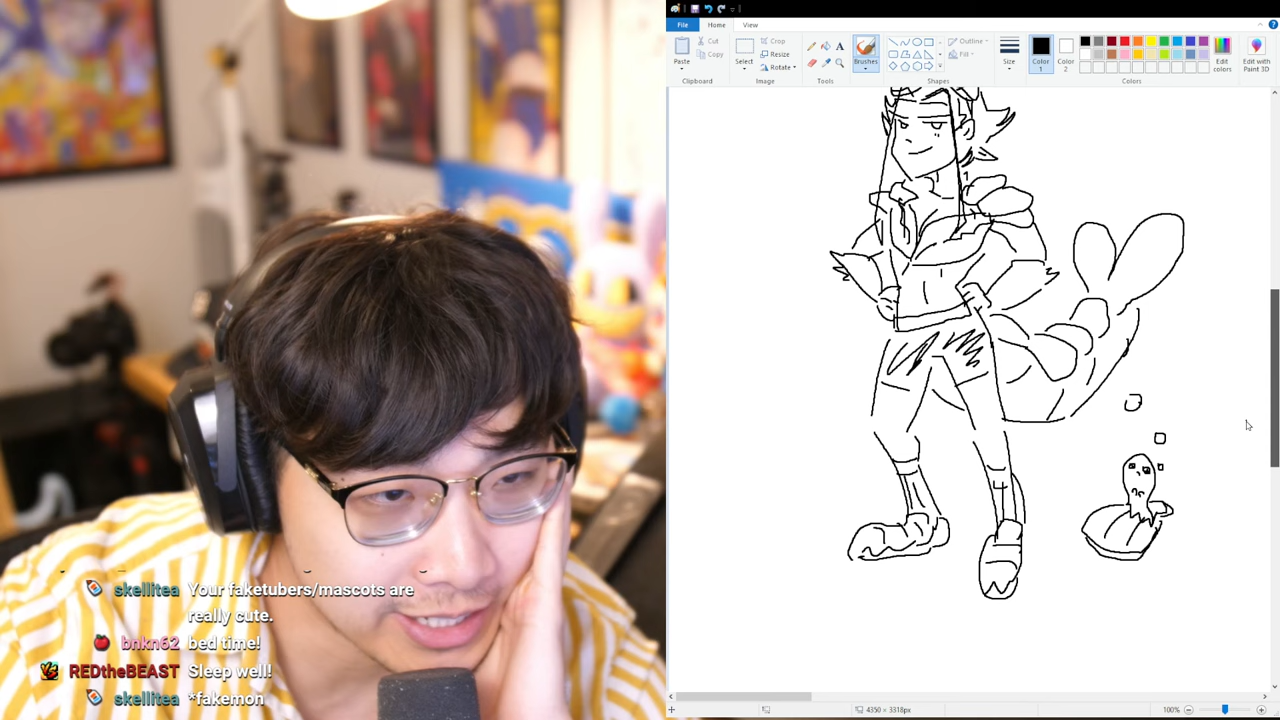 File Home View
Cut
Copy
Paste
Clipboard
Crop
Resize
Rotate
Select
Image
Tools
A
Brushes
Outline
Fill
Shapes
Size
Color 1
Color 2
Edit colors
Colors
Edit with Paint 3D
skellitea Your faketubers/mascots are
really cute.
bnkn62 bed time!
REDtheBEAST Sleep well!
skellitea *fakemon
4350 × 3318px
100%